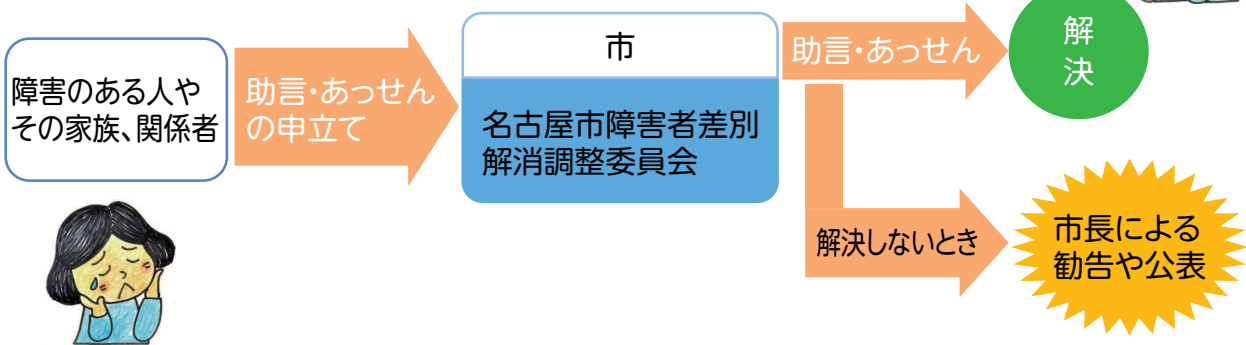 障害のある人や
その家族、関係者
助言・あっせん
の申立て
市
名古屋市障害者差別
解消調整委員会
助言・あっせん
解
決
解決しないとき
市長による
勧告や公表